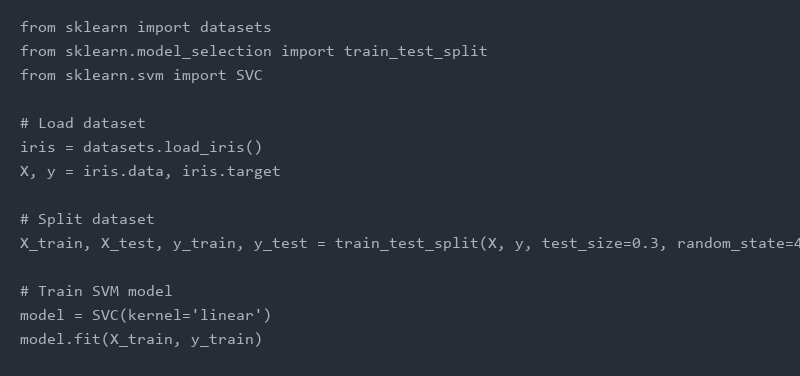 from sklearn import datasets
from sklearn.model_selection import train_test_split
from sklearn.svm import SVC
# Load dataset
iris = datasets.load_iris()
X, y = iris.data, iris.target
# Split dataset
X_train, X_test, y_train, y_test = train_test_split(X, y, test_size=0.3, random_state=4
# Train SVM model
model = SVC(kernel='linear')
model.fit(X_train, y_train)